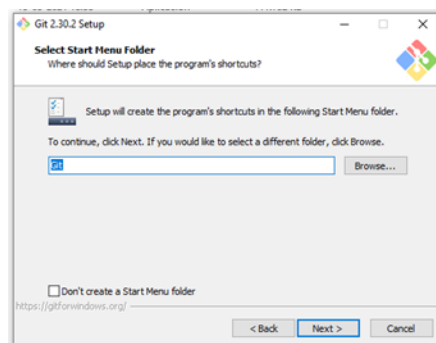 Git 2.30.2 Setup
Select Start Menu Folder
Where should Setup place the program's shortcuts?
Setup will create the program's shortcuts in the following Start Menu folder.
To continue, click Next. If you would like to select a different folder, click Browse.
Git
Browse...
Don't create a Start Menu folder
https://gitforwindows.org/
< Back
Next >
Cancel